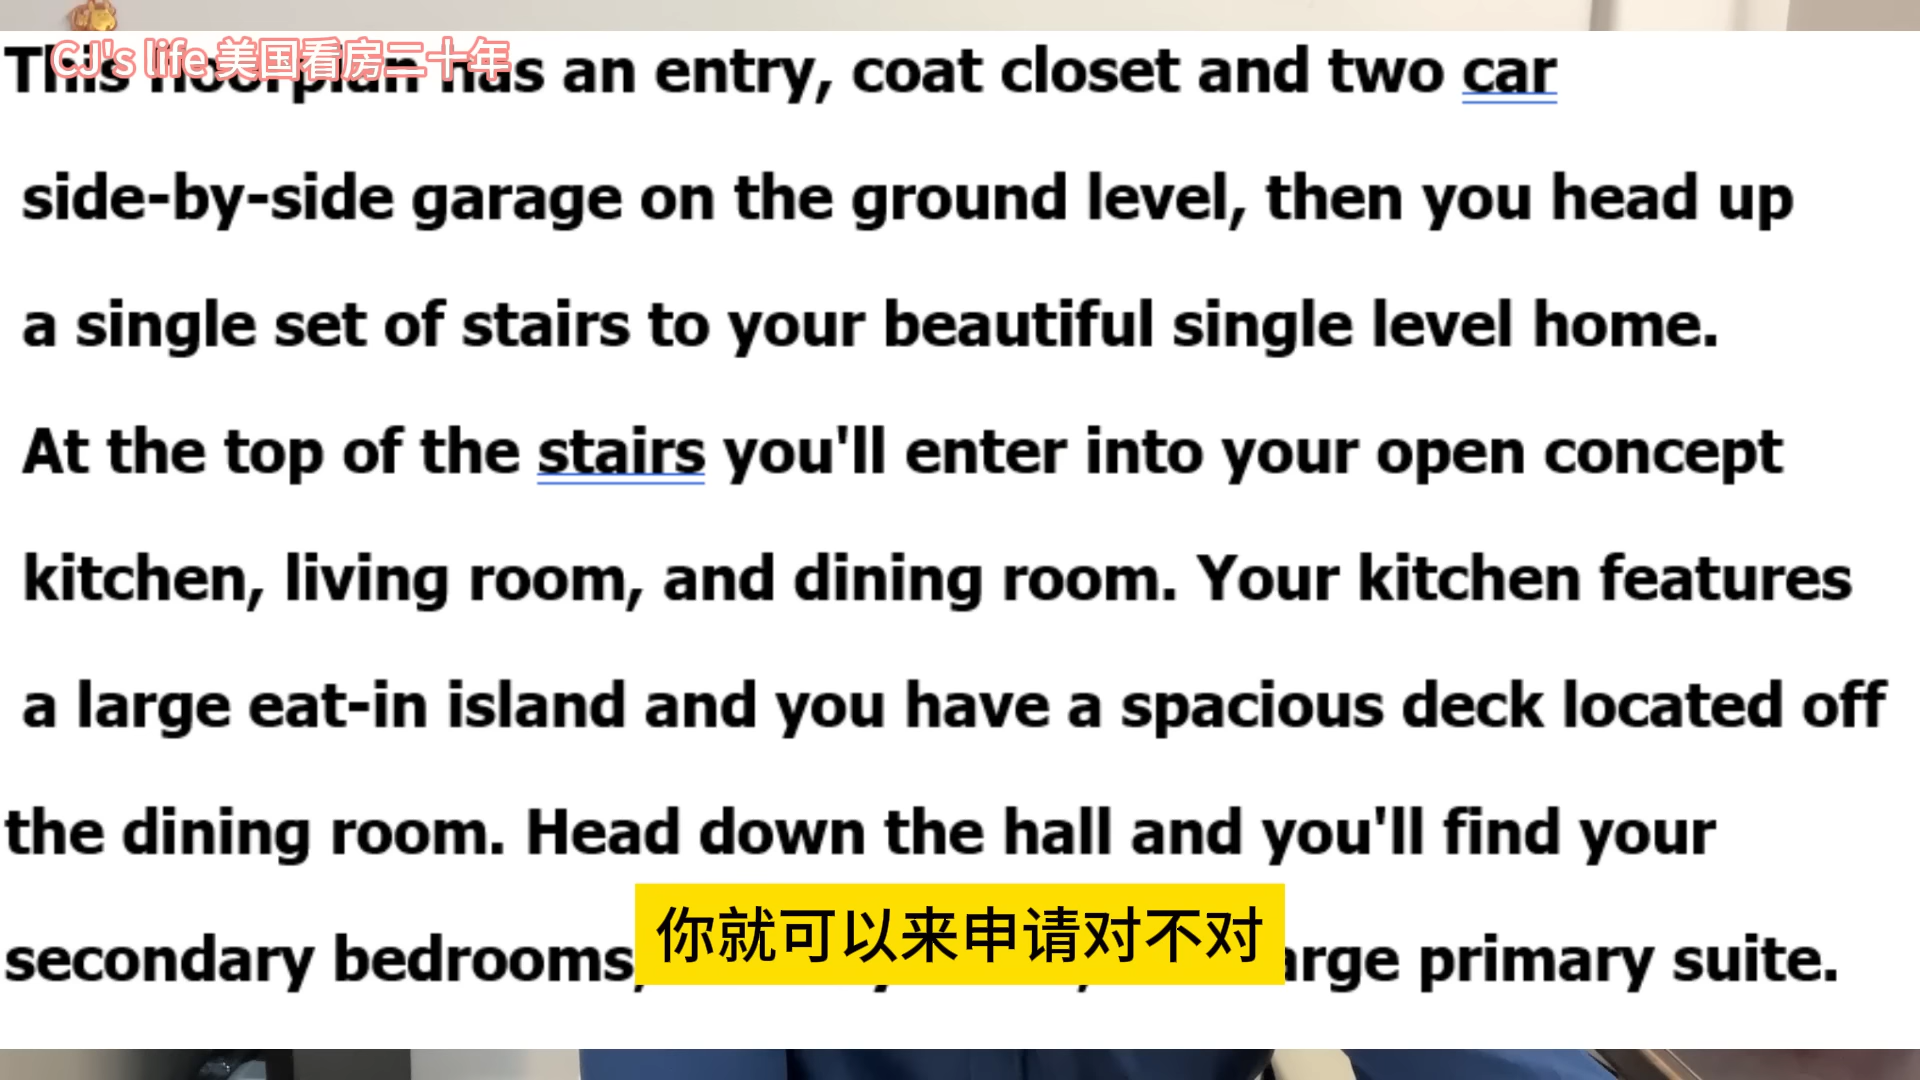 CJ's life 美国看房二十年
This floorplan has an entry, coat closet and two car
side-by-side garage on the ground level, then you head up
a single set of stairs to your beautiful single level home.
At the top of the stairs you'll enter into your open concept
kitchen, living room, and dining room. Your kitchen features
a large eat-in island and you have a spacious deck located off
the dining room. Head down the hall and you'll find your
secondary bedrooms, primary suite.
你就可以来申请对不对